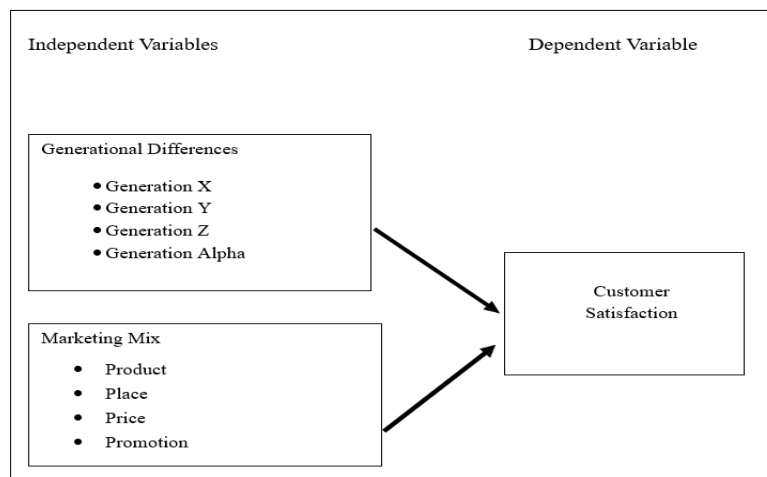 Independent Variables
Dependent Variable
Generational Differences
• Generation X
• Generation Y
• Generation Z
• Generation Alpha
Customer
Satisfaction
Marketing Mix
• Product
• Place
• Price
• Promotion